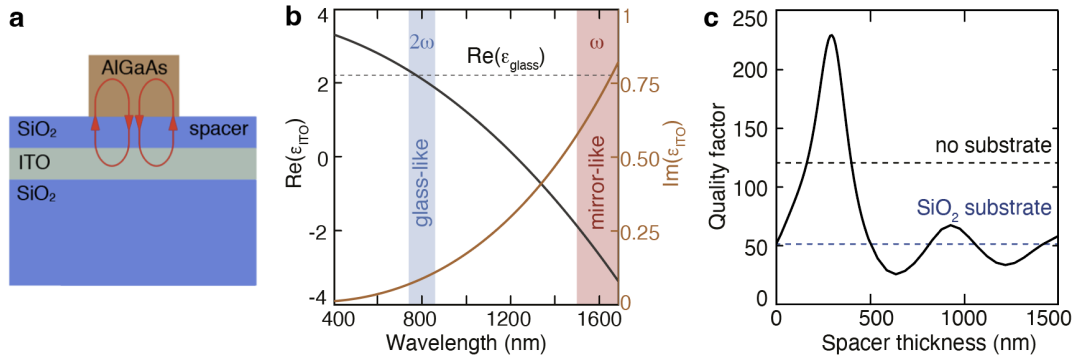 a
AlGaAs
SiO₂ spacer
ITO
SiO₂
b
4
2
0
-2
-4
Re(ε_ITO)
2ω
ω
Re(ε_glass)
glass-like
mirror-like
1
0.75
0.50
0.25
0
Im(ε_ITO)
400 800 1200 1600
Wavelength (nm)
c
250
200
150
100
50
0
Quality factor
no substrate
SiO₂ substrate
0 500 1000 1500
Spacer thickness (nm)